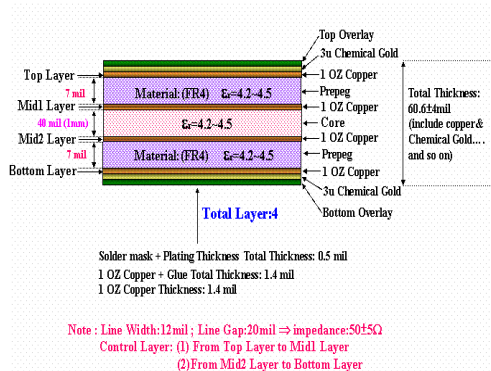 Top Overlay
3u Chemical Gold
Top Layer
1 OZ Copper
7 mil
Material:(FR4) εr=4.2~4.5
Prepeg
Mid1 Layer
1 OZ Copper
40 mil (1mm)
εr=4.2~4.5
Core
Mid2 Layer
1 OZ Copper
7 mil
Material:(FR4) εr=4.2~4.5
Prepeg
Bottom Layer
1 OZ Copper
3u Chemical Gold
Bottom Overlay
Total Thickness:
60.6±4mil
(include copper&
Chemical Gold....
and so on)
Total Layer:4
Solder mask + Plating Thickness Total Thickness: 0.5 mil
1 OZ Copper + Glue Total Thickness: 1.4 mil
1 OZ Copper Thickness: 1.4 mil
Note : Line Width:12mil ; Line Gap:20mil ⇒ impedance:50±5Ω
Control Layer: (1) From Top Layer to Mid1 Layer
(2)From Mid2 Layer to Bottom Layer